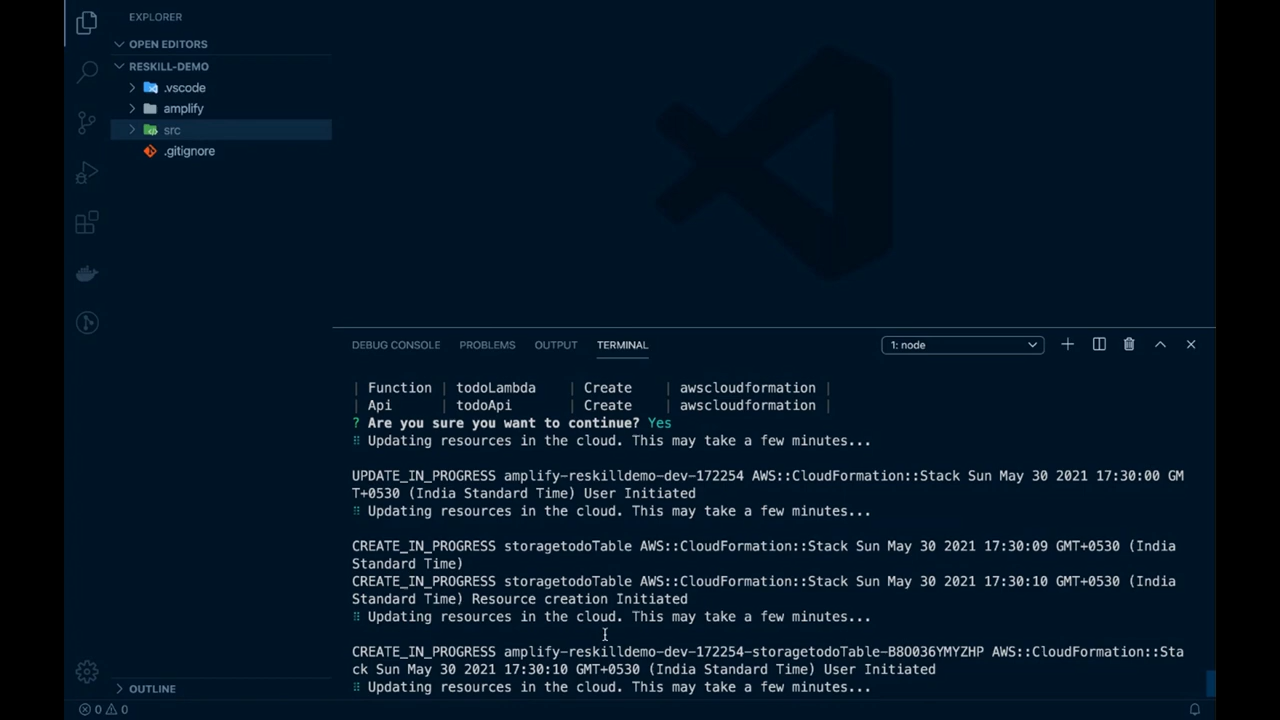 EXPLORER
OPEN EDITORS
RESKILL-DEMO
.vscode
amplify
src
.gitignore
DEBUG CONSOLE PROBLEMS OUTPUT TERMINAL 1: node
| Function | todoLambda | Create | awscloudformation |
| Api | todoApi | Create | awscloudformation |
? Are you sure you want to continue? Yes
⠿ Updating resources in the cloud. This may take a few minutes...
UPDATE_IN_PROGRESS amplify-reskilldemo-dev-172254 AWS::CloudFormation::Stack Sun May 30 2021 17:30:00 GM
T+0530 (India Standard Time) User Initiated
⠿ Updating resources in the cloud. This may take a few minutes...
CREATE_IN_PROGRESS storagetodoTable AWS::CloudFormation::Stack Sun May 30 2021 17:30:09 GMT+0530 (India
Standard Time)
CREATE_IN_PROGRESS storagetodoTable AWS::CloudFormation::Stack Sun May 30 2021 17:30:10 GMT+0530 (India
Standard Time) Resource creation Initiated
⠿ Updating resources in the cloud. This may take a few minutes...
CREATE_IN_PROGRESS amplify-reskilldemo-dev-172254-storagetodoTable-B8O036YMYZHP AWS::CloudFormation::Sta
ck Sun May 30 2021 17:30:10 GMT+0530 (India Standard Time) User Initiated
⠿ Updating resources in the cloud. This may take a few minutes...
OUTLINE
0 0